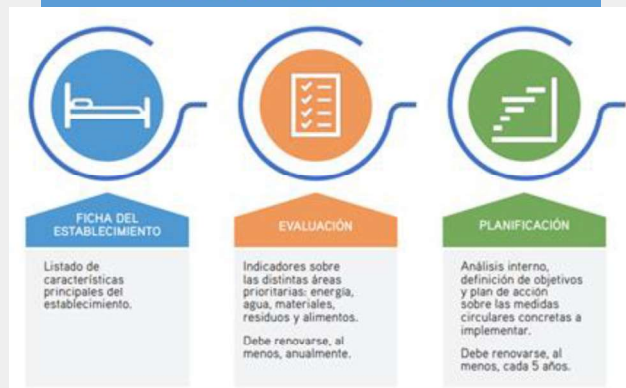 FICHA DEL
ESTABLECIMIENTO
Listado de
características
principales del
establecimiento.
EVALUACIÓN
Indicadores sobre
las distintas áreas
prioritarias: energía,
agua, materiales,
residuos y alimentos.
Debe renovarse, al
menos, anualmente.
PLANIFICACIÓN
Análisis interno,
definición de objetivos
y plan de acción
sobre las medidas
circulares concretas a
implementar.
Debe renovarse, al
menos, cada 5 años.